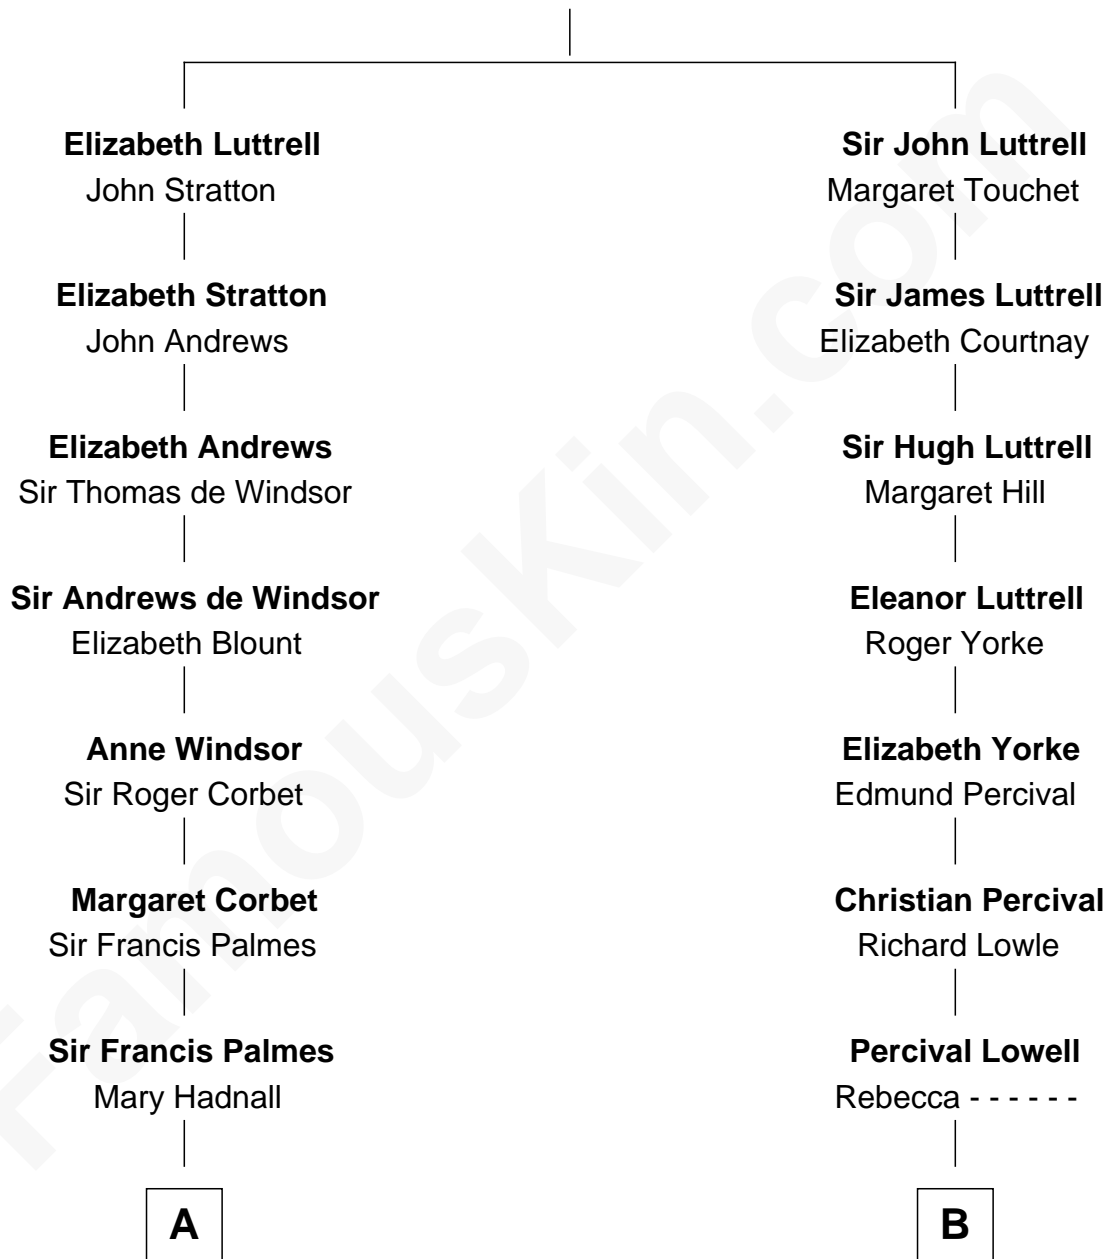 Elizabeth Luttrell
John Stratton
Elizabeth Stratton
John Andrews
Elizabeth Andrews
Sir Thomas de Windsor
Sir Andrews de Windsor
Elizabeth Blount
Anne Windsor
Sir Roger Corbet
Margaret Corbet
Sir Francis Palmes
Sir Francis Palmes
Mary Hadnall
A
Sir John Luttrell
Margaret Touchet
Sir James Luttrell
Elizabeth Courtnay
Sir Hugh Luttrell
Margaret Hill
Eleanor Luttrell
Roger Yorke
Elizabeth Yorke
Edmund Percival
Christian Percival
Richard Lowle
Percival Lowell
Rebecca - - - - - -
B
FamousKin.com